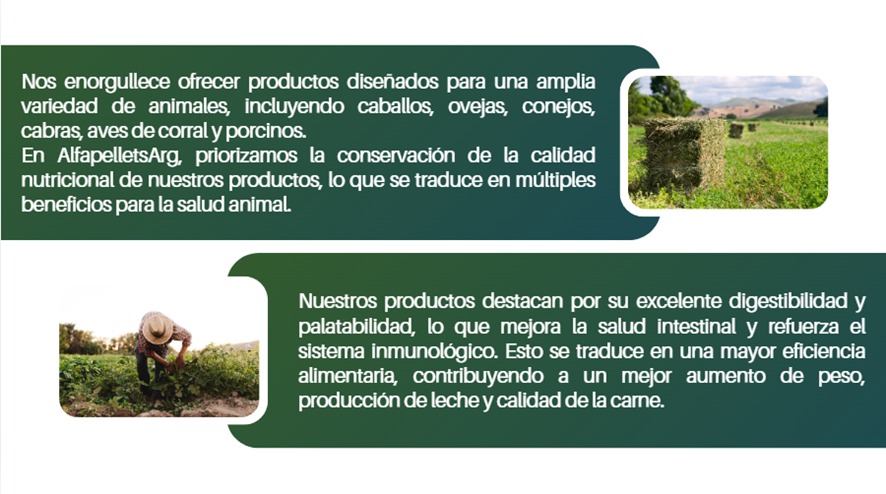 Nos enorgullece ofrecer productos diseñados para una amplia
variedad de animales, incluyendo caballos, ovejas, conejos,
cabras, aves de corral y porcinos.
En AlfapelletsArg, priorizamos la conservación de la calidad
nutricional de nuestros productos, lo que se traduce en múltiples
beneficios para la salud animal.
Nuestros productos destacan por su excelente digestibilidad y
palatabilidad, lo que mejora la salud intestinal y refuerza el
sistema inmunológico. Esto se traduce en una mayor eficiencia
alimentaria, contribuyendo a un mejor aumento de peso,
producción de leche y calidad de la carne.